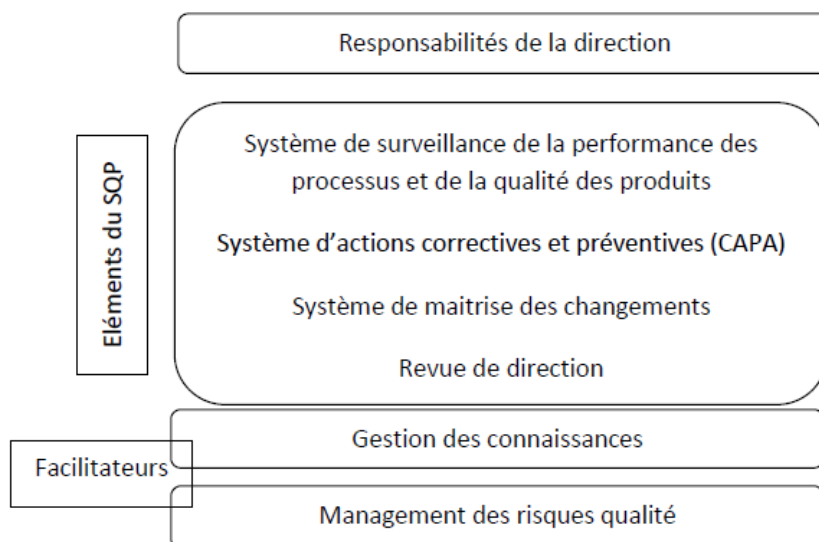 Responsabilités de la direction
Eléments du SQP
Système de surveillance de la performance des
processus et de la qualité des produits
Système d’actions correctives et préventives (CAPA)
Système de maitrise des changements
Revue de direction
Facilitateurs
Gestion des connaissances
Management des risques qualité